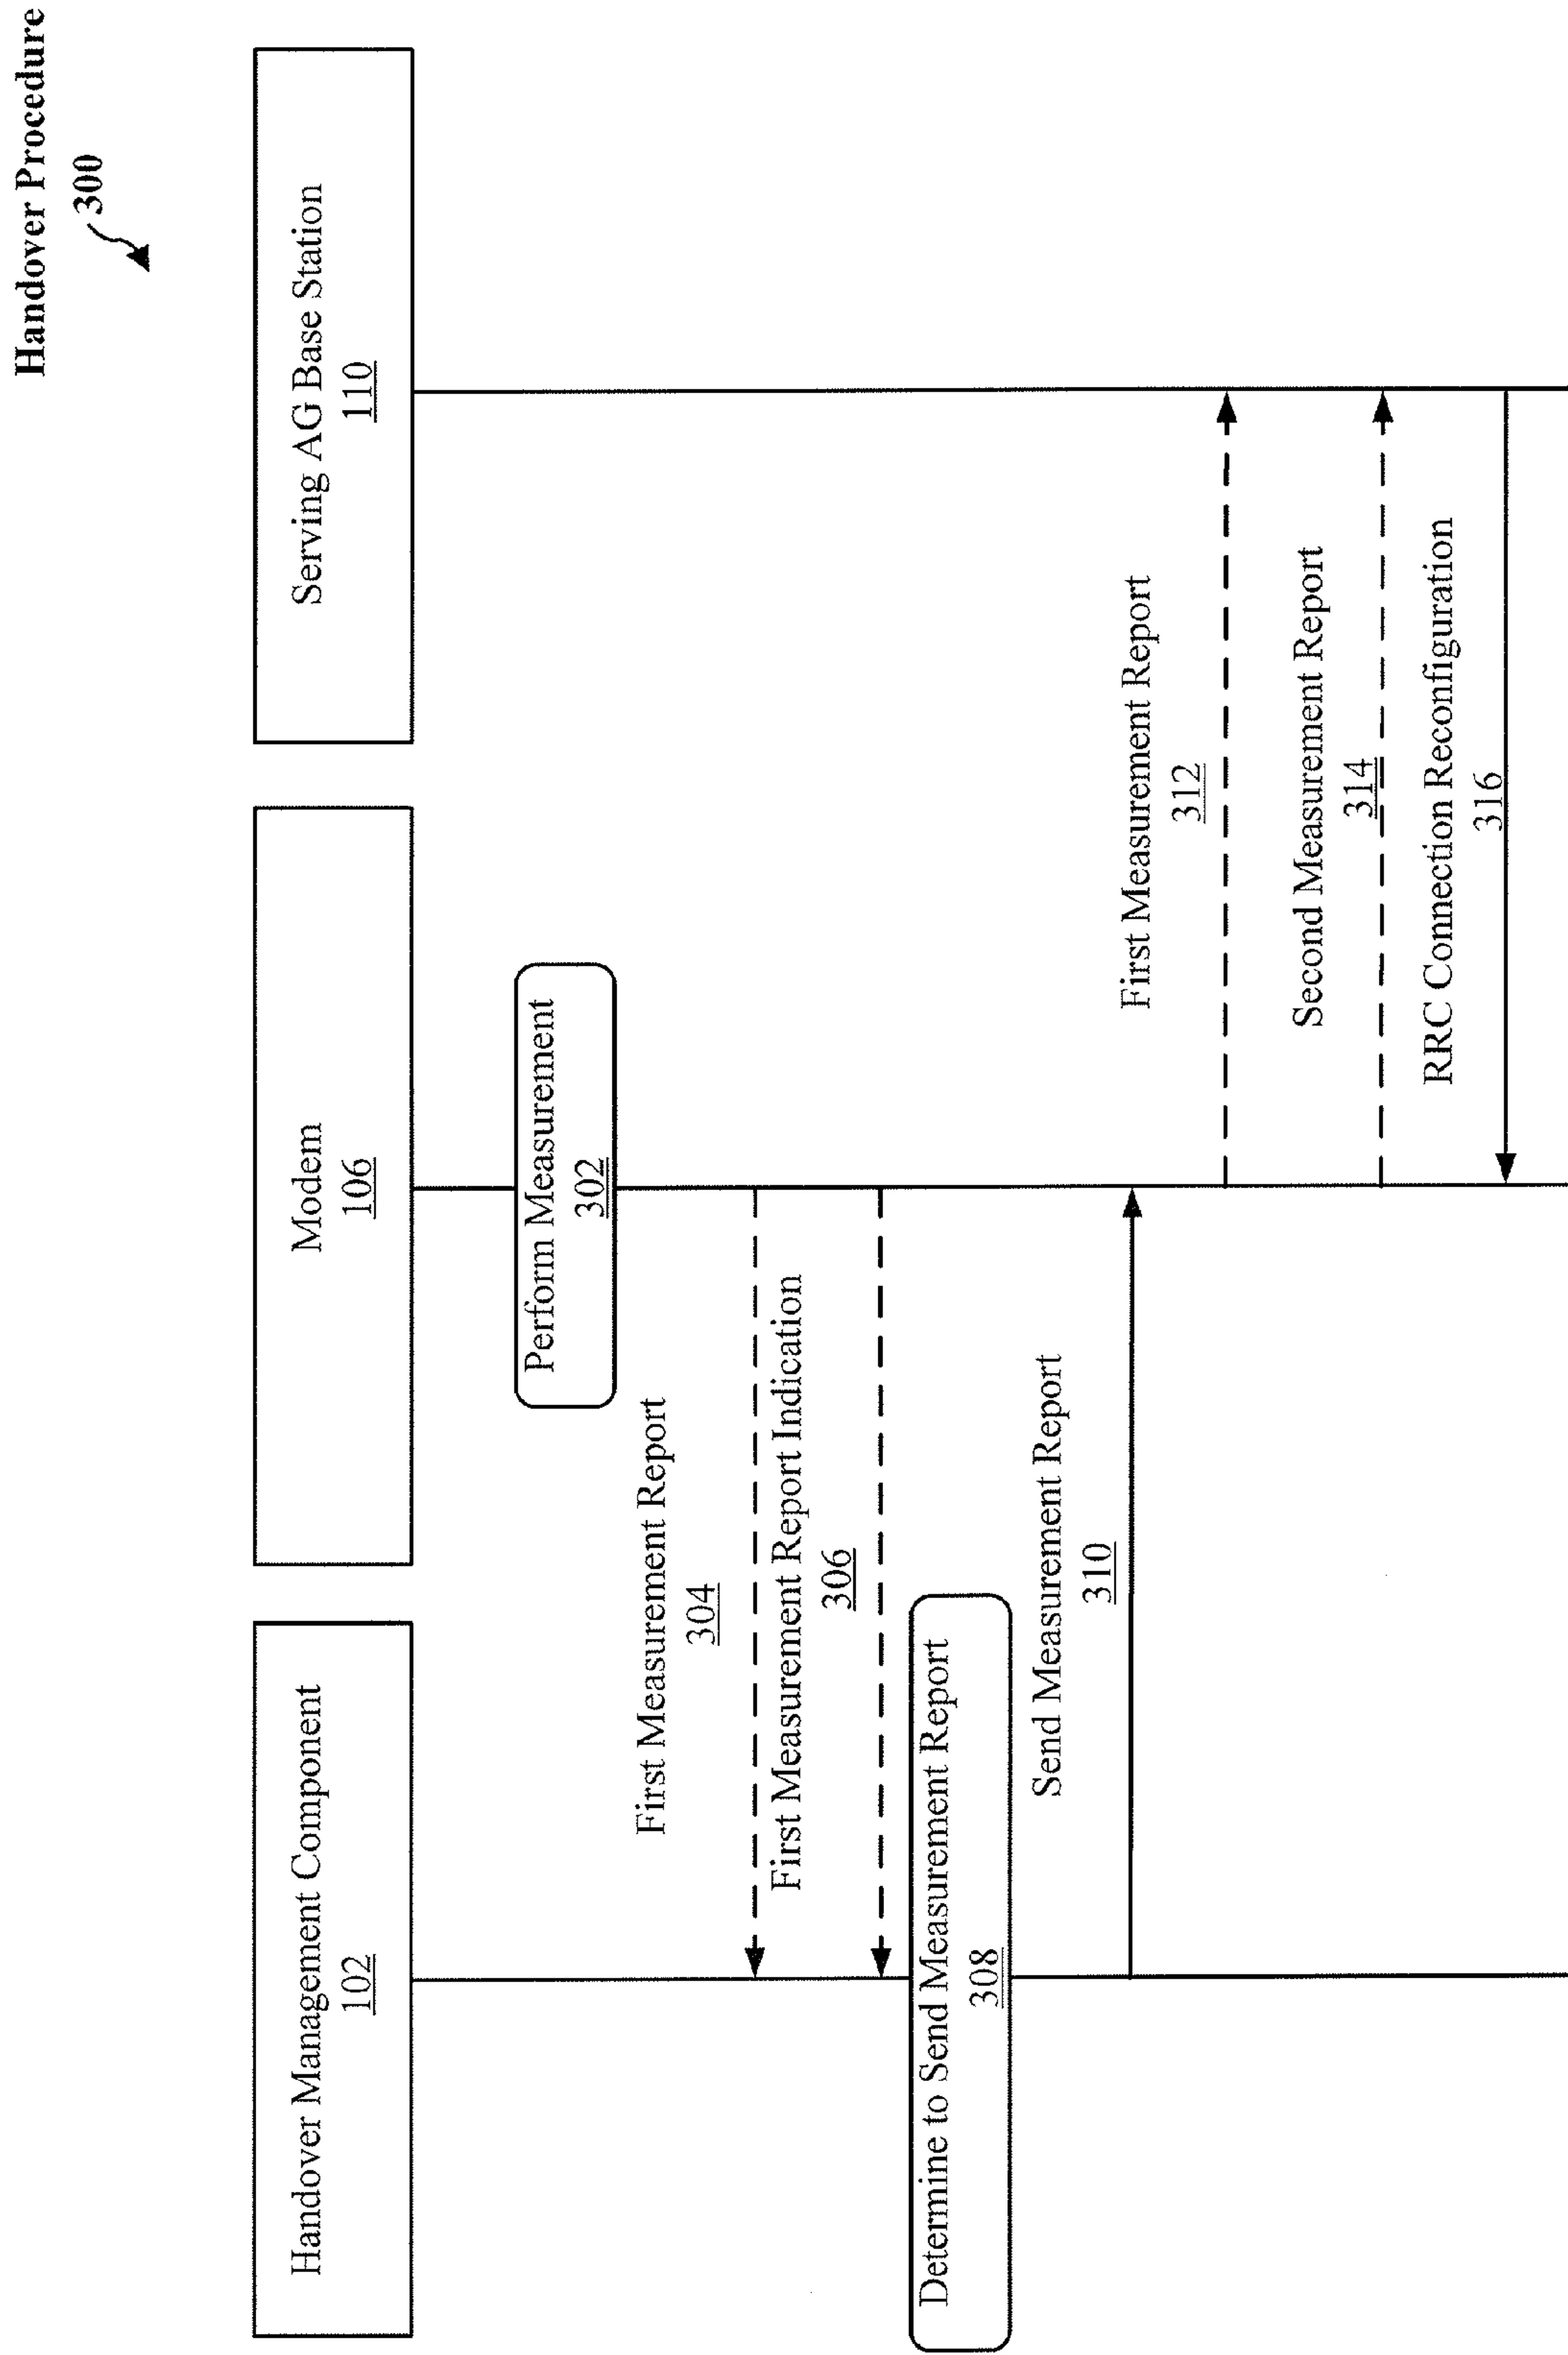 Handover Procedure
300
Handover Management Component
102
Modem
106
Serving AG Base Station
110
Perform Measurement
302
First Measurement Report
304
First Measurement Report Indication
306
Determine to Send Measurement Report
308
Send Measurement Report
310
First Measurement Report
312
Second Measurement Report
314
RRC Connection Reconfiguration
316